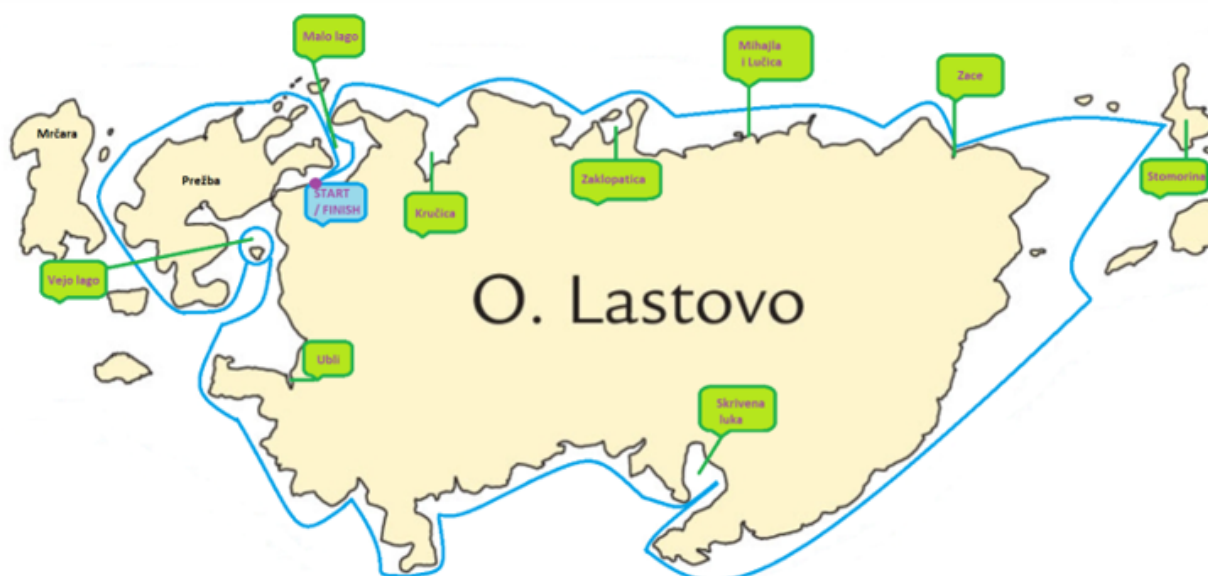 Malo lago
Mihajla
i Lučica
Zace
Mrčara
Prežba
Zaklopatica
Stomorina
START
/ FINISH
Kručica
Vejo lago
O. Lastovo
Ubli
Skrivena
luka